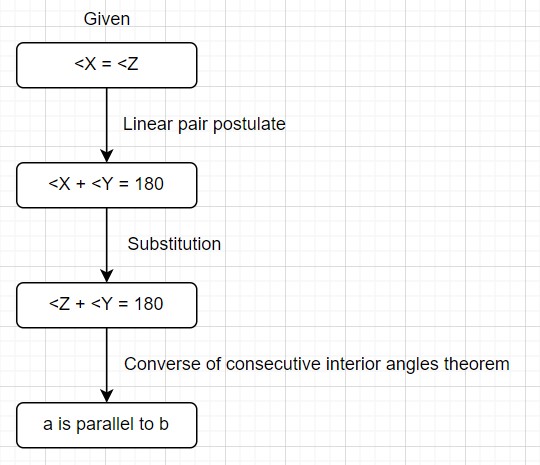 Given
<X = <Z
Linear pair postulate
<X + <Y = 180
Substitution
<Z + <Y = 180
Converse of consecutive interior angles theorem
a is parallel to b